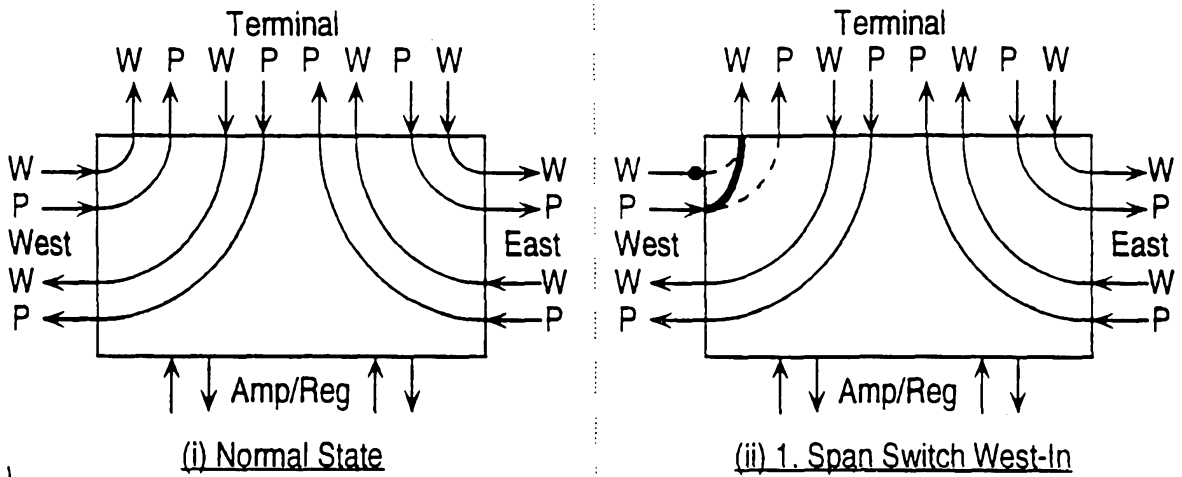 Terminal
W P W P P W P W
W W
P P
West East
W W
P P
Amp/Reg
(i) Normal State
Terminal
W P W P P W P W
W W
P P
West East
W W
P P
Amp/Reg
(ii) 1. Span Switch West-In